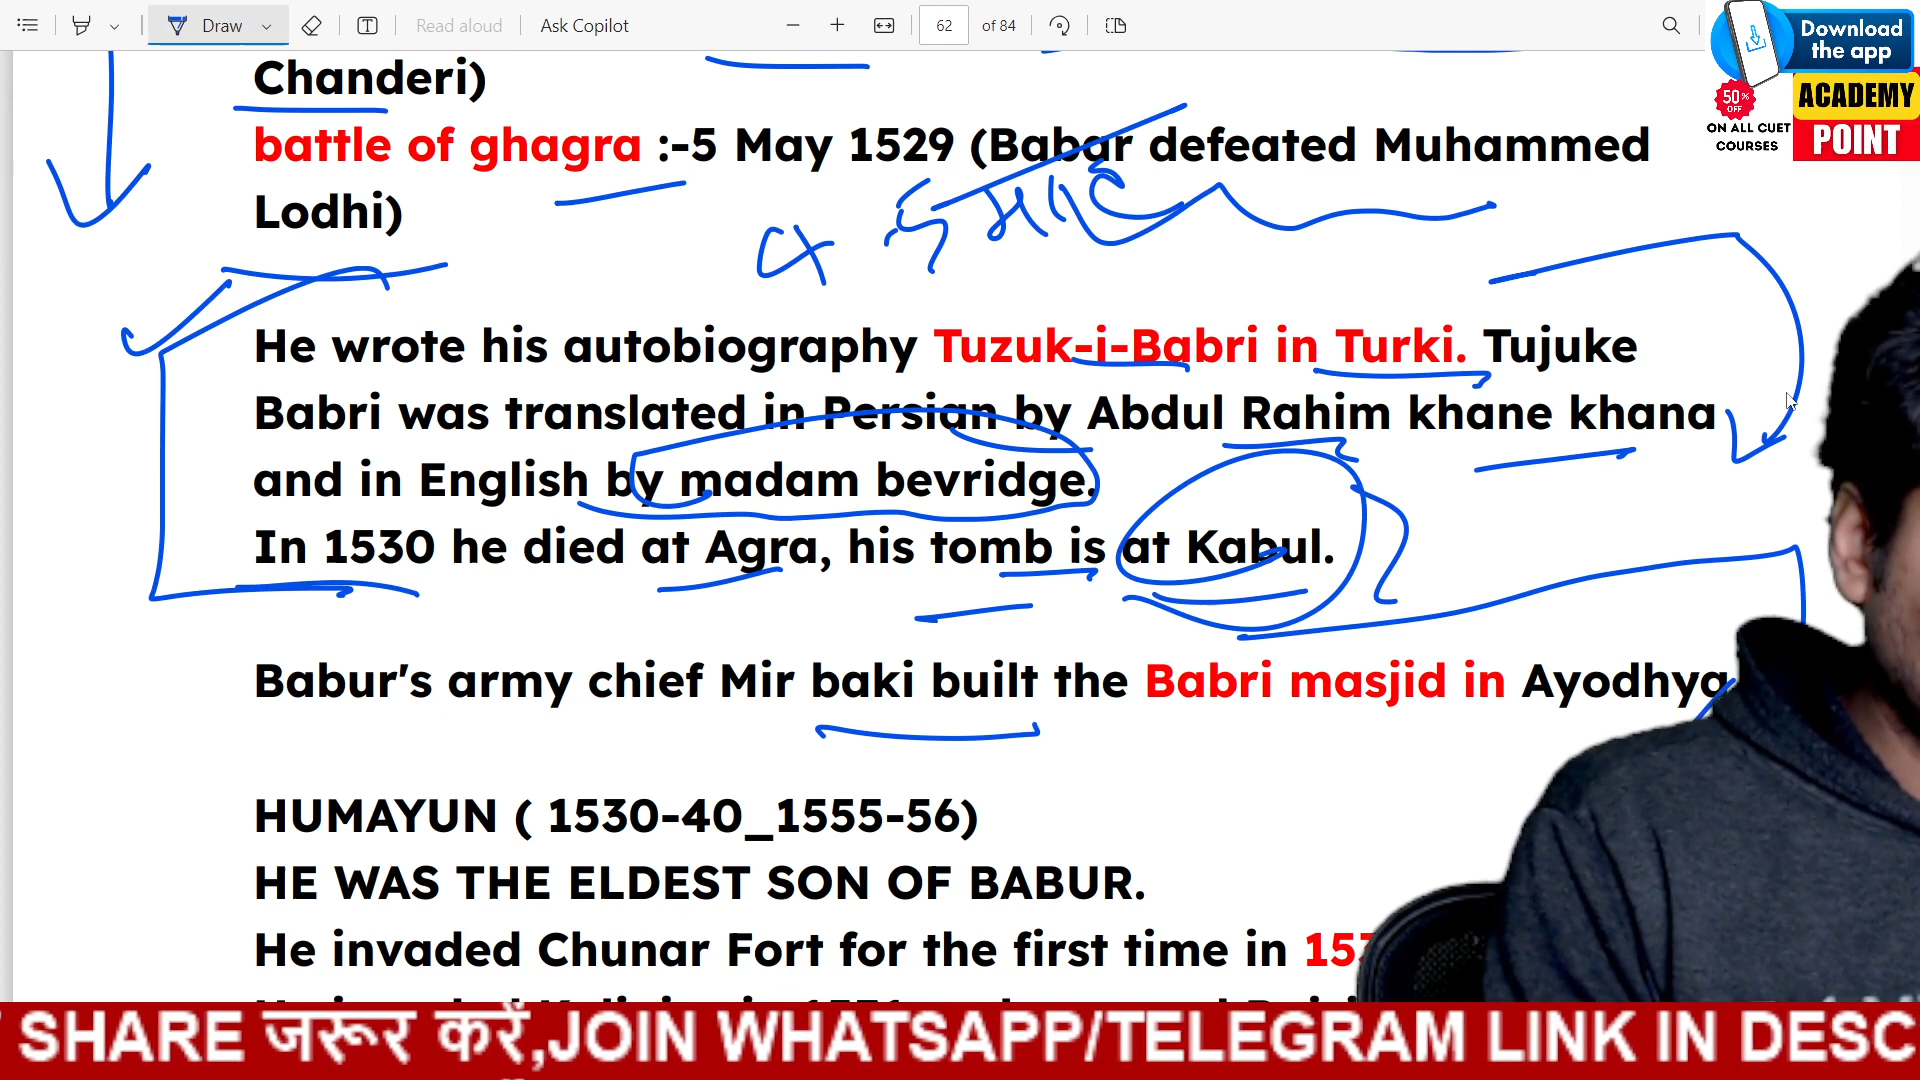 Draw
Read aloud
Ask Copilot
62
of 84
Download
the app
50%
OFF
ON ALL CUET
COURSES
ACADEMY
POINT
Chanderi)
battle of ghagra :-5 May 1529 (Babar defeated Muhammed
Lodhi)
He wrote his autobiography Tuzuk-i-Babri in Turki. Tujuke
Babri was translated in Persian by Abdul Rahim khane khana
and in English by madam bevridge.
In 1530 he died at Agra, his tomb is at Kabul.
Babur's army chief Mir baki built the Babri masjid in Ayodhya
HUMAYUN ( 1530-40_1555-56)
HE WAS THE ELDEST SON OF BABUR.
He invaded Chunar Fort for the first time in
SHARE जरूर करें,JOIN WHATSAPP/TELEGRAM LINK IN DESC